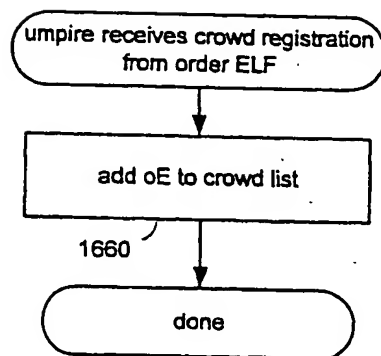 umpire receives crowd registration
from order ELF
add oE to crowd list
1660
done